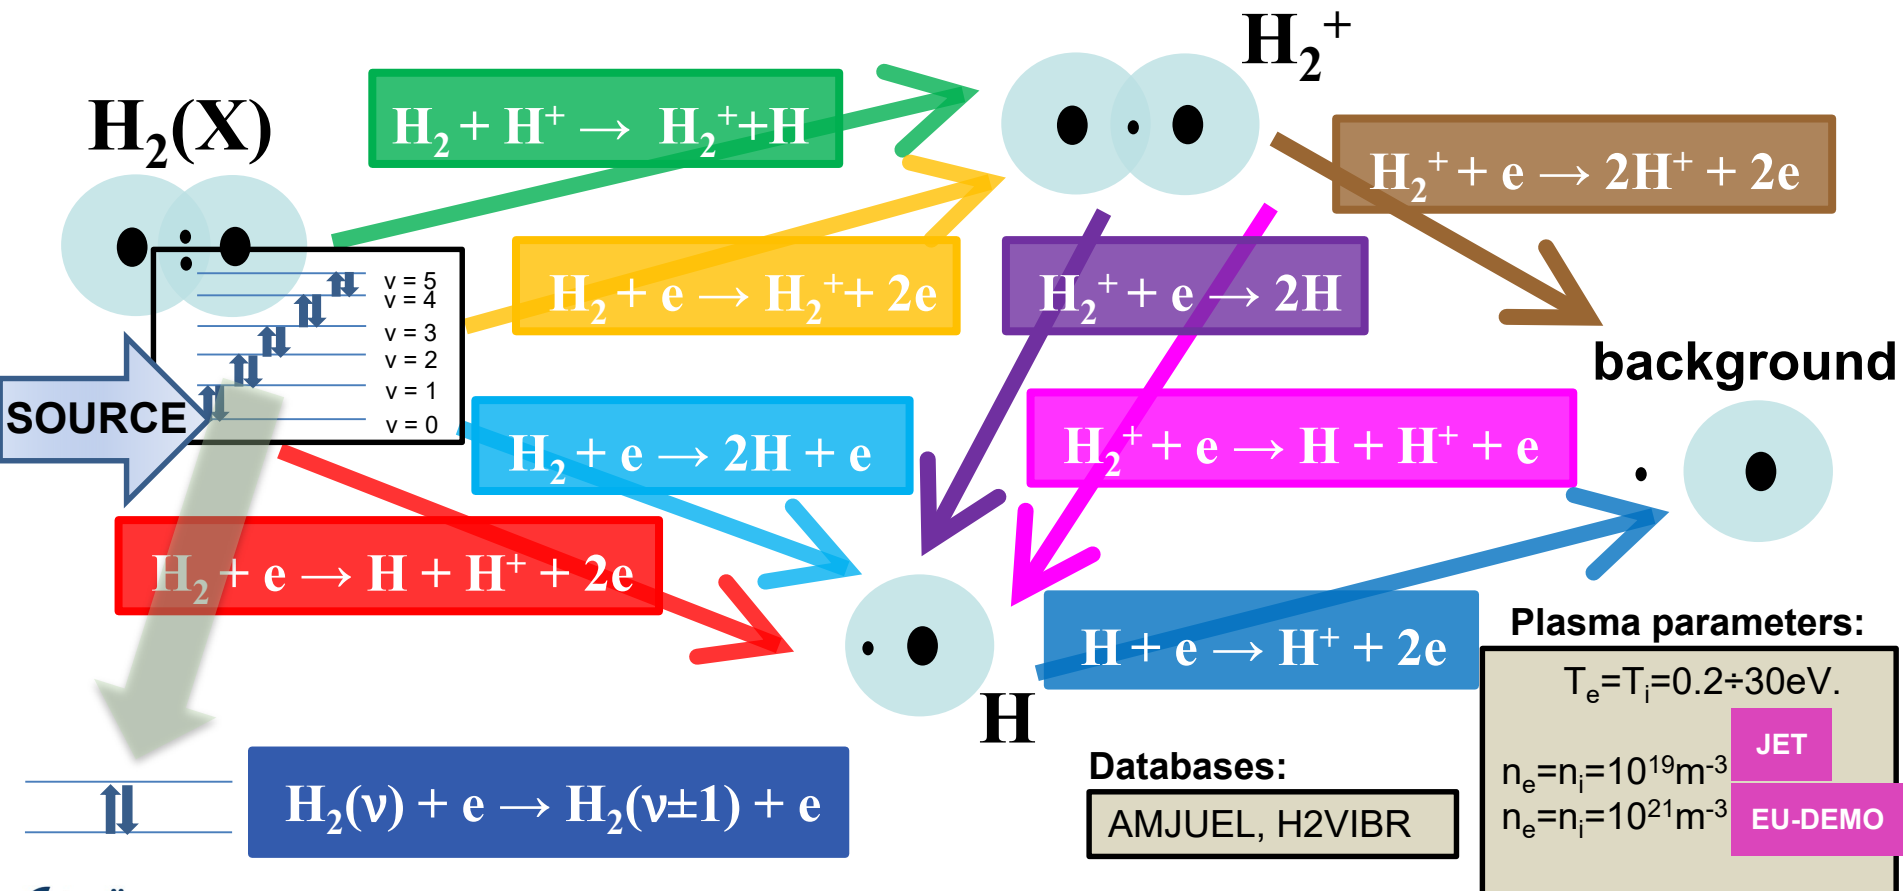 H₂⁺
H₂(X)
H₂ + H⁺ → H₂⁺+H
H₂⁺ + e → 2H⁺ + 2e
H₂ + e → H₂⁺+ 2e
H₂⁺ + e → 2H
v = 5
v = 4
v = 3
v = 2
v = 1
v = 0
SOURCE
background
H₂ + e → 2H + e
H₂⁺ + e → H + H⁺ + e
H₂ + e → H + H⁺ + 2e
H + e → H⁺ + 2e
H
Plasma parameters:
Tₑ=Tᵢ=0.2÷30eV.
JET
nₑ=nᵢ=10¹⁹m⁻³
nₑ=nᵢ=10²¹m⁻³
EU-DEMO
Databases:
AMJUEL, H2VIBR
H₂(ν) + e → H₂(ν±1) + e